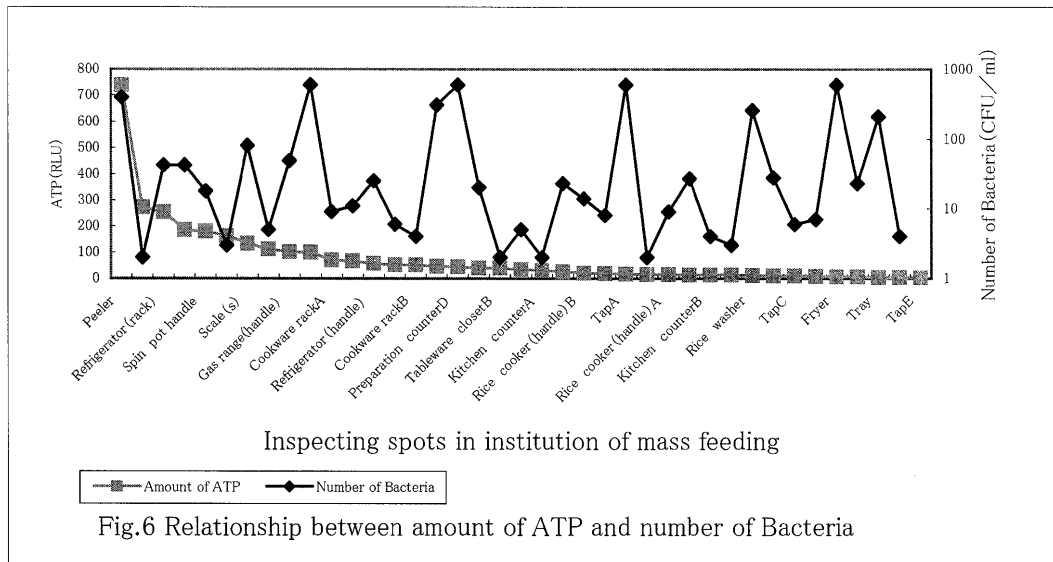 800
700
600
500
400
300
200
100
0
ATP(RLU)
1000
100
10
1
Number of Bacteria(CFU／ml)
Peeler
Refrigerator(rack)
Spin pot handle
Scale(s)
Gas range(handle)
Cookware rackA
Refrigerator(handle)
Cookware rackB
Preparation counterD
Tableware closetB
Kitchen counterA
Rice cooker(handle)B
TapA
Rice cooker(handle)A
Kitchen counterB
Rice washer
TapC
Fryer
Tray
TapE
Inspecting spots in institution of mass feeding
Amount of ATP
Number of Bacteria
Fig.6 Relationship between amount of ATP and number of Bacteria